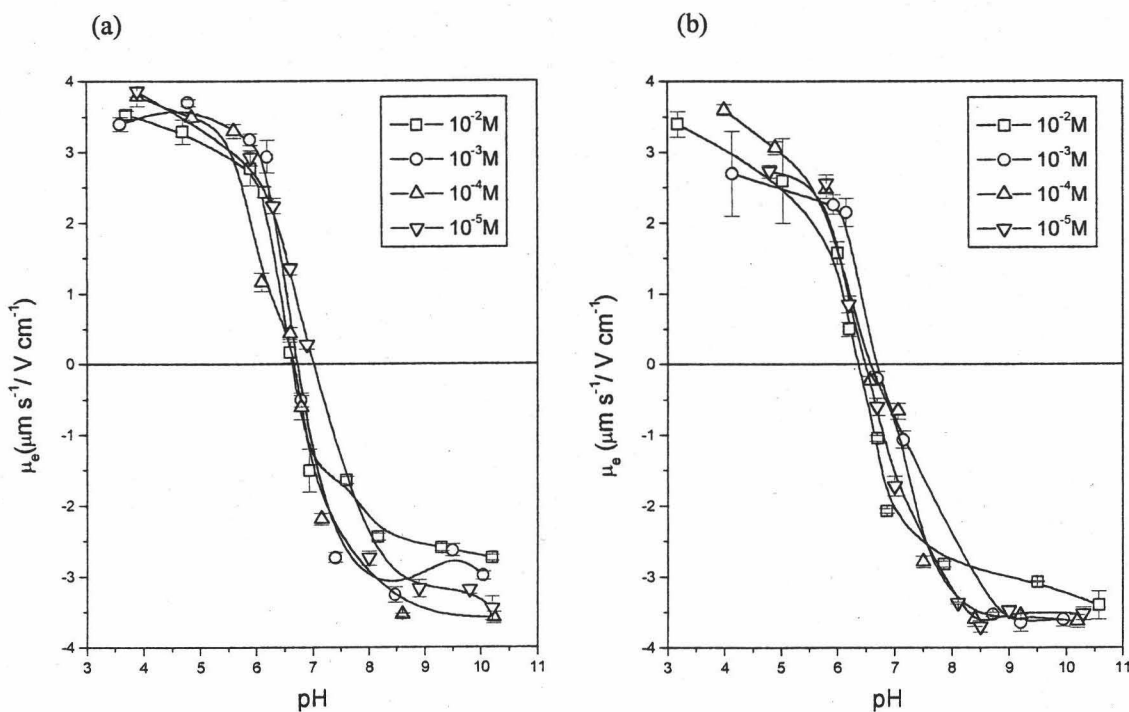 (a)
(b)
4
3
2
1
0
-1
-2
-3
-4
μe(μm s⁻¹/ V cm⁻¹)
10⁻²M
10⁻³M
10⁻⁴M
10⁻⁵M
3 4 5 6 7 8 9 10 11
pH
4
3
2
1
0
-1
-2
-3
-4
μe (μm s⁻¹/ V cm⁻¹)
10⁻²M
10⁻³M
10⁻⁴M
10⁻⁵M
3 4 5 6 7 8 9 10 11
pH